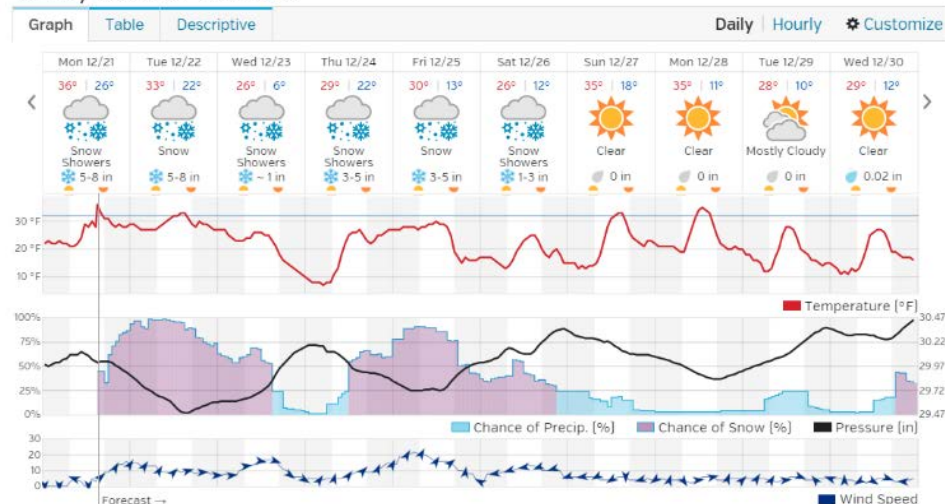 Graph Table Descriptive Daily Hourly Customize
Mon 12/21 Tue 12/22 Wed 12/23 Thu 12/24 Fri 12/25 Sat 12/26 Sun 12/27 Mon 12/28 Tue 12/29 Wed 12/30
36° | 26° 33° | 22° 26° | 6° 29° | 22° 30° | 13° 26° | 12° 35° | 18° 35° | 11° 28° | 10° 29° | 12°
Snow Showers Snow Snow Showers Snow Showers Snow Snow Showers Clear Clear Mostly Cloudy Clear
5-8 in 5-8 in ~ 1 in 3-5 in 3-5 in 1-3 in 0 in 0 in 0 in 0.02 in
30 °F
20 °F
10 °F
Temperature (°F)
100% 30.47
75% 30.22
50% 29.97
25% 29.72
0% 29.47
Chance of Precip. (%) Chance of Snow (%) Pressure (in)
30
20
10
0
Forecast → Wind Speed